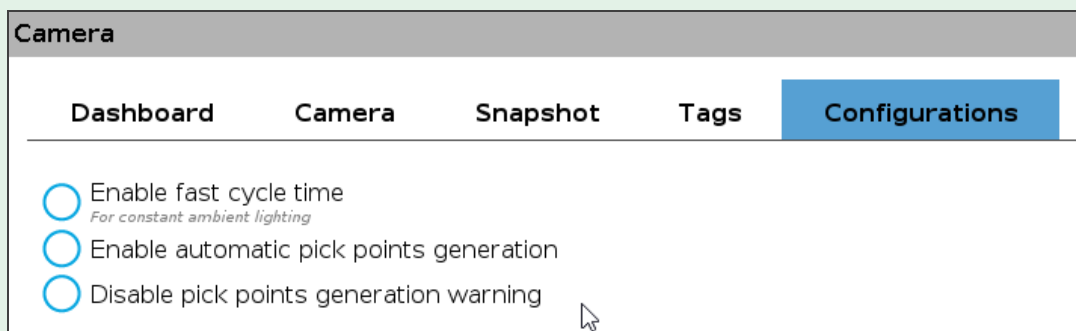 Camera
Dashboard Camera Snapshot Tags Configurations
Enable fast cycle time
For constant ambient lighting
Enable automatic pick points generation
Disable pick points generation warning